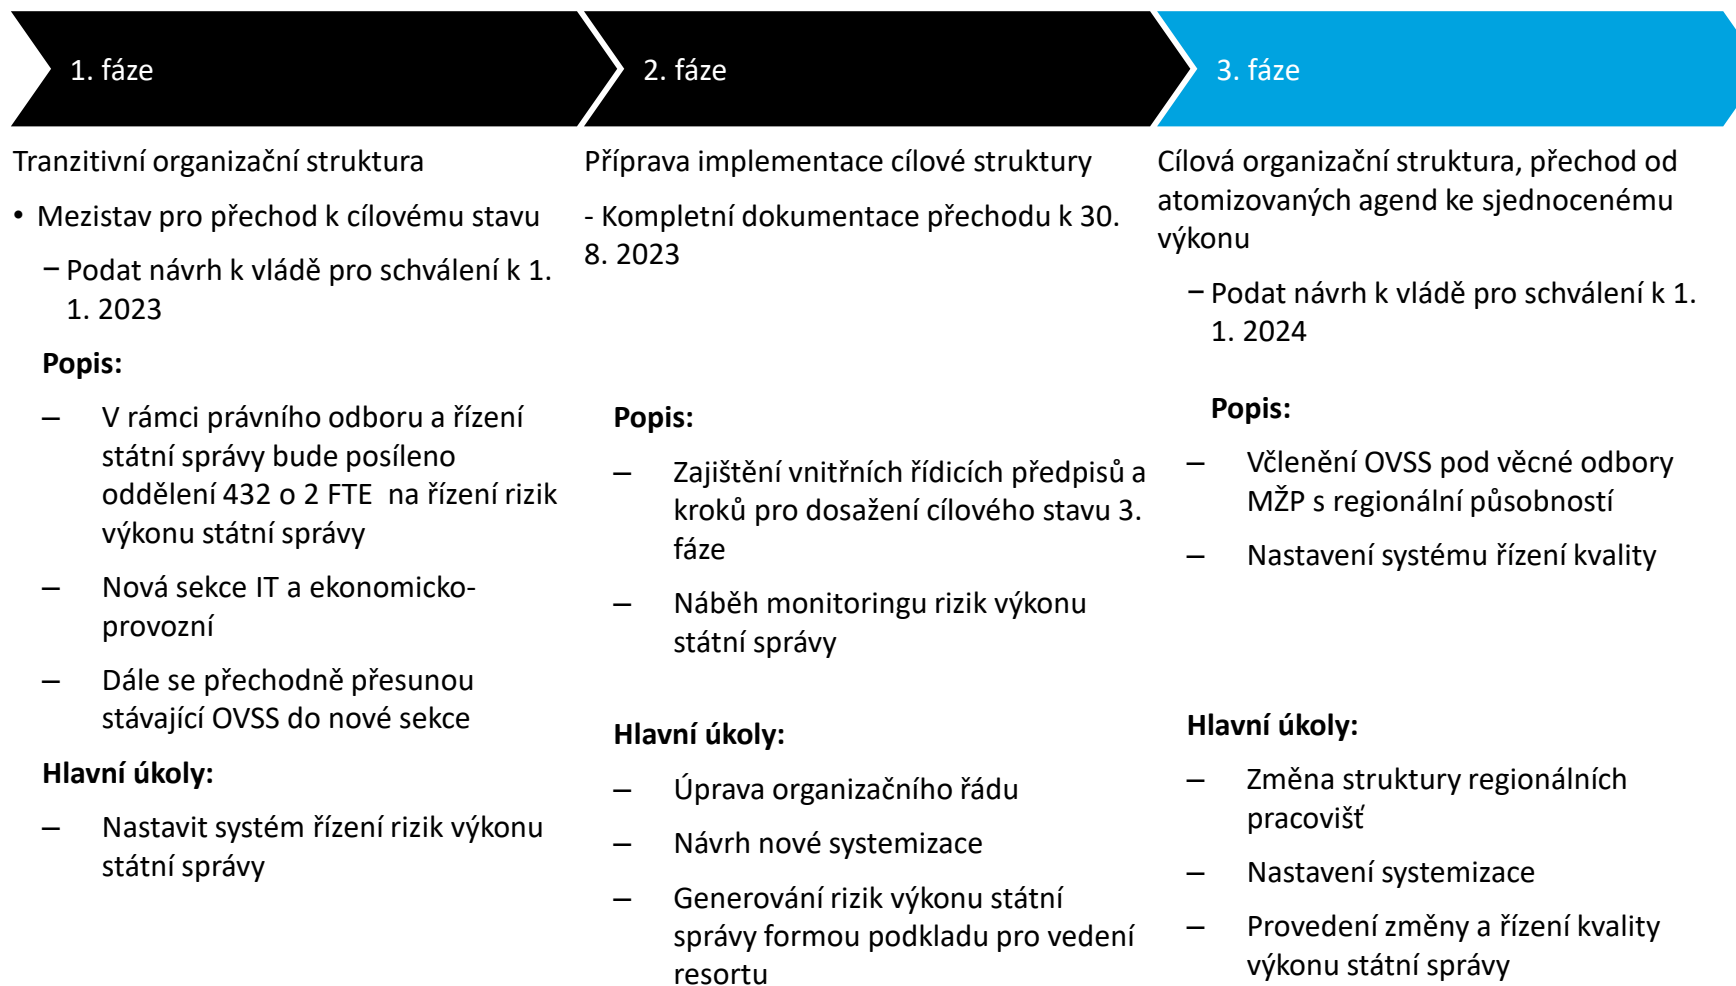 1. fáze
2. fáze
3. fáze
Tranzitivní organizační struktura
• Mezistav pro přechod k cílovému stavu
– Podat návrh k vládě pro schválení k 1.
1. 2023
Popis:
– V rámci právního odboru a řízení
státní správy bude posíleno
oddělení 432 o 2 FTE na řízení rizik
výkonu státní správy
– Nová sekce IT a ekonomicko-
provozní
– Dále se přechodně přesunou
stávající OVSS do nové sekce
Hlavní úkoly:
– Nastavit systém řízení rizik výkonu
státní správy
Příprava implementace cílové struktury
- Kompletní dokumentace přechodu k 30.
8. 2023
Popis:
– Zajištění vnitřních řídicích předpisů a
kroků pro dosažení cílového stavu 3.
fáze
– Náběh monitoringu rizik výkonu
státní správy
Hlavní úkoly:
– Úprava organizačního řádu
– Návrh nové systemizace
– Generování rizik výkonu státní
správy formou podkladu pro vedení
resortu
Cílová organizační struktura, přechod od
atomizovaných agend ke sjednocenému
výkonu
– Podat návrh k vládě pro schválení k 1.
1. 2024
Popis:
– Včlenění OVSS pod věcné odbory
MŽP s regionální působností
– Nastavení systému řízení kvality
Hlavní úkoly:
– Změna struktury regionálních
pracovišť
– Nastavení systemizace
– Provedení změny a řízení kvality
výkonu státní správy